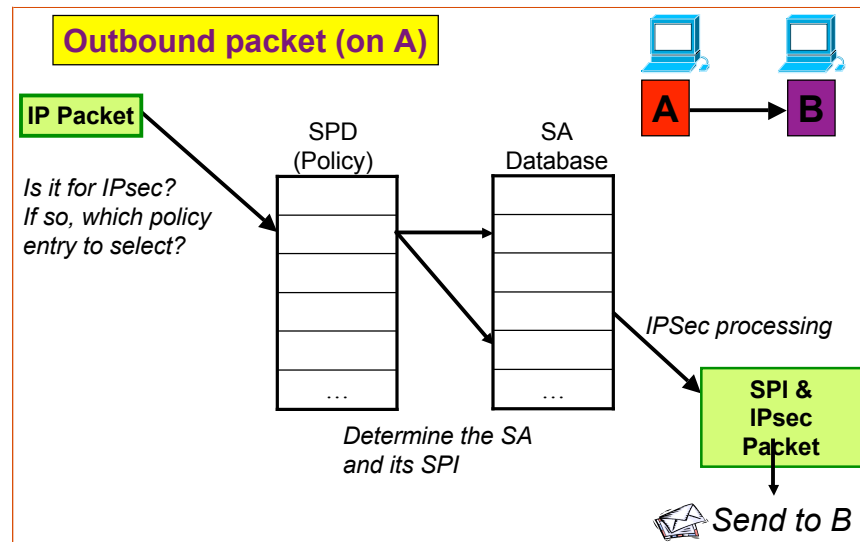 Outbound packet (on A)
A
B
IP Packet
SPD
(Policy)
SA
Database
Is it for IPsec?
If so, which policy
entry to select?
IPSec processing
…
…
SPI &
IPsec
Packet
Determine the SA
and its SPI
Send to B